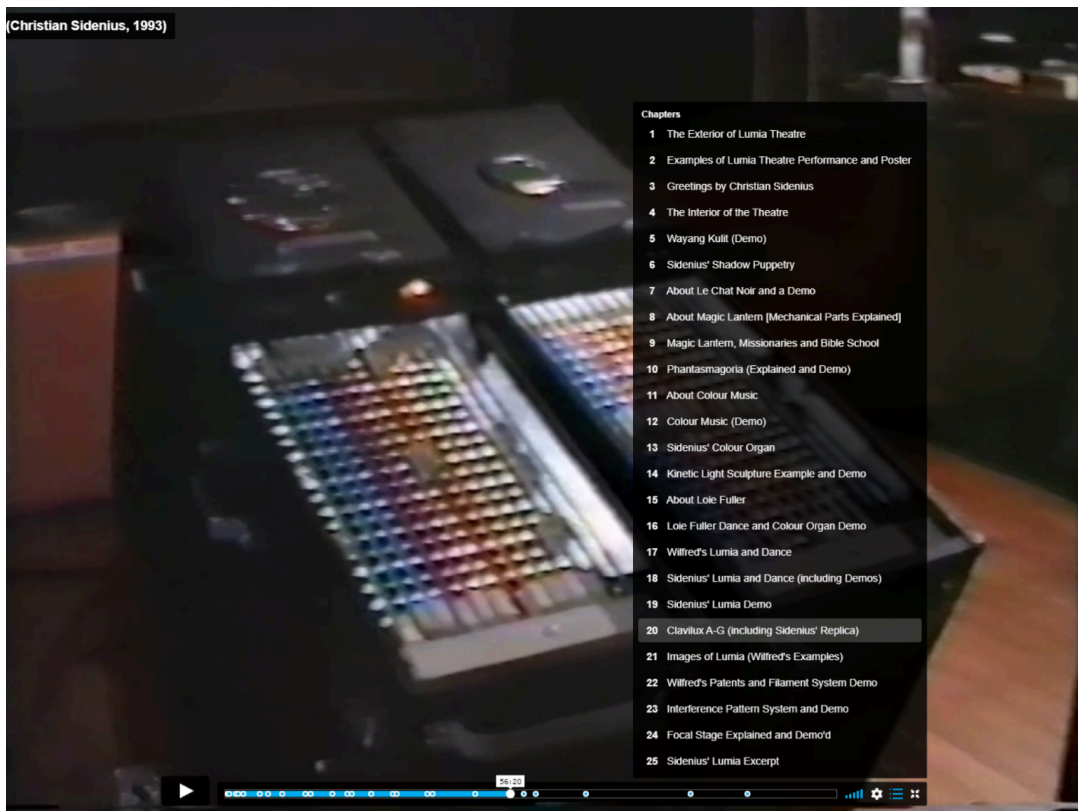 (Christian Sidenius, 1993)
Chapters
1 The Exterior of Lumia Theatre
2 Examples of Lumia Theatre Performance and Poster
3 Greetings by Christian Sidenius
4 The Interior of the Theatre
5 Wayang Kulit (Demo)
6 Sidenius' Shadow Puppetry
7 About Le Chat Noir and a Demo
8 About Magic Lantern [Mechanical Parts Explained]
9 Magic Lantern, Missionaries and Bible School
10 Phantasmagoria (Explained and Demo)
11 About Colour Music
12 Colour Music (Demo)
13 Sidenius' Colour Organ
14 Kinetic Light Sculpture Example and Demo
15 About Loie Fuller
16 Loie Fuller Dance and Colour Organ Demo
17 Wilfred's Lumia and Dance
18 Sidenius' Lumia and Dance (including Demos)
19 Sidenius' Lumia Demo
20 Clavilux A-G (including Sidenius' Replica)
21 Images of Lumia (Wilfred's Examples)
22 Wilfred's Patents and Filament System Demo
23 Interference Pattern System and Demo
24 Focal Stage Explained and Demo'd
25 Sidenius' Lumia Excerpt
56:20